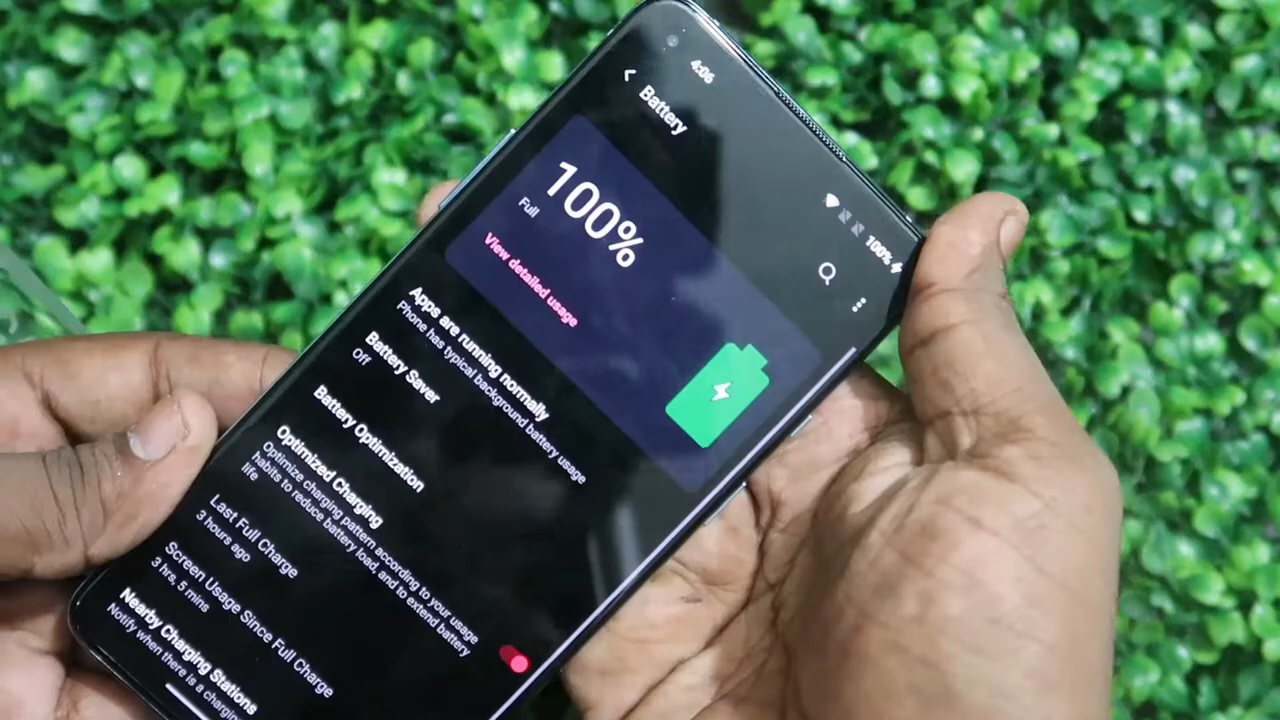 4:06
100%
Battery
100%
Full
View detailed usage
Apps are running normally
Phone has typical background battery usage
Battery Saver
Off
Battery Optimization
Optimized Charging
Optimize charging pattern according to your usage
habits to reduce battery load, and to extend battery
life
Last Full Charge
3 hours ago
Screen Usage Since Full Charge
3 hrs, 5 mins
Nearby Charging Stations
Notify when there is a charging